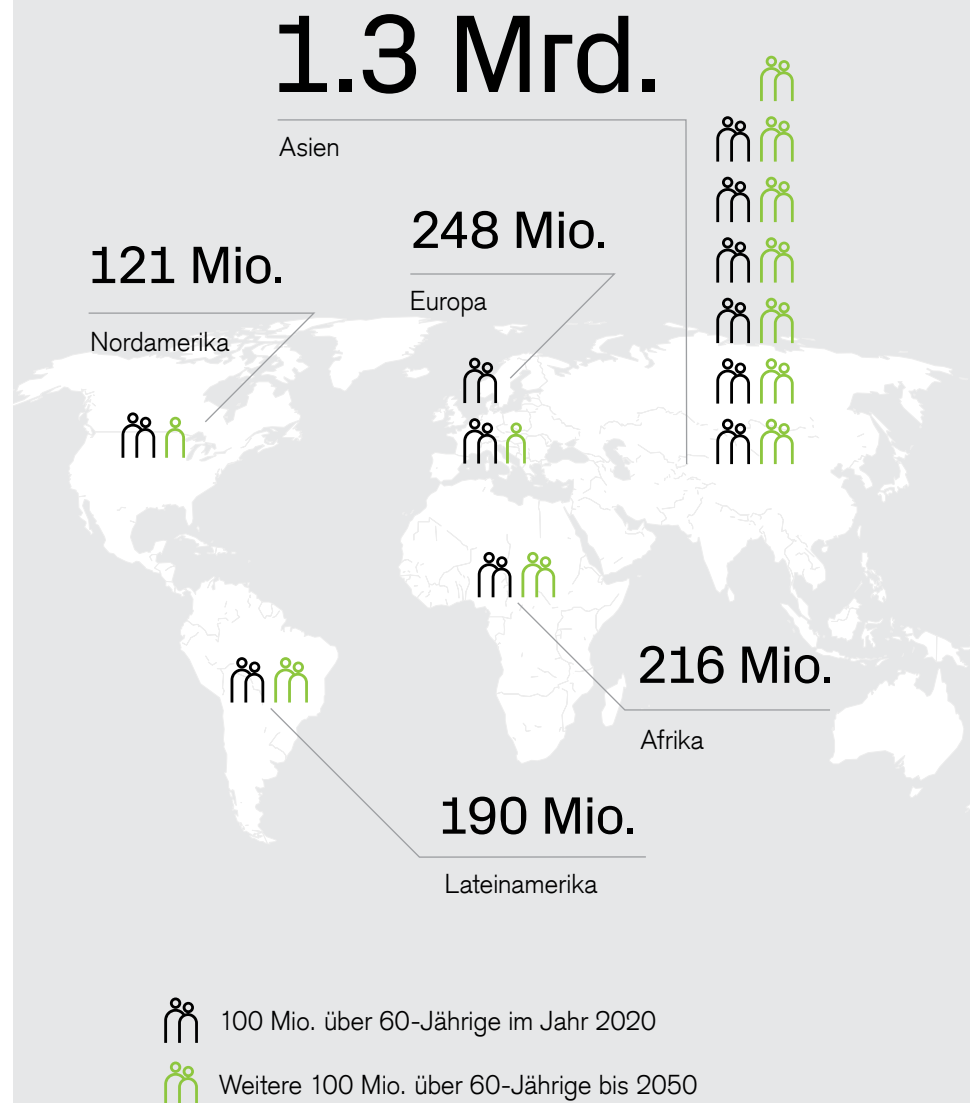 1.3 Mrd.
Asien
248 Mio.
Europa
121 Mio.
Nordamerika
216 Mio.
Afrika
190 Mio.
Lateinamerika
100 Mio. über 60-Jährige im Jahr 2020
Weitere 100 Mio. über 60-Jährige bis 2050